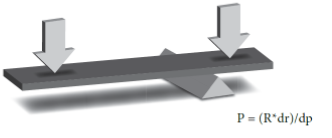 P = (R*dr)/dp